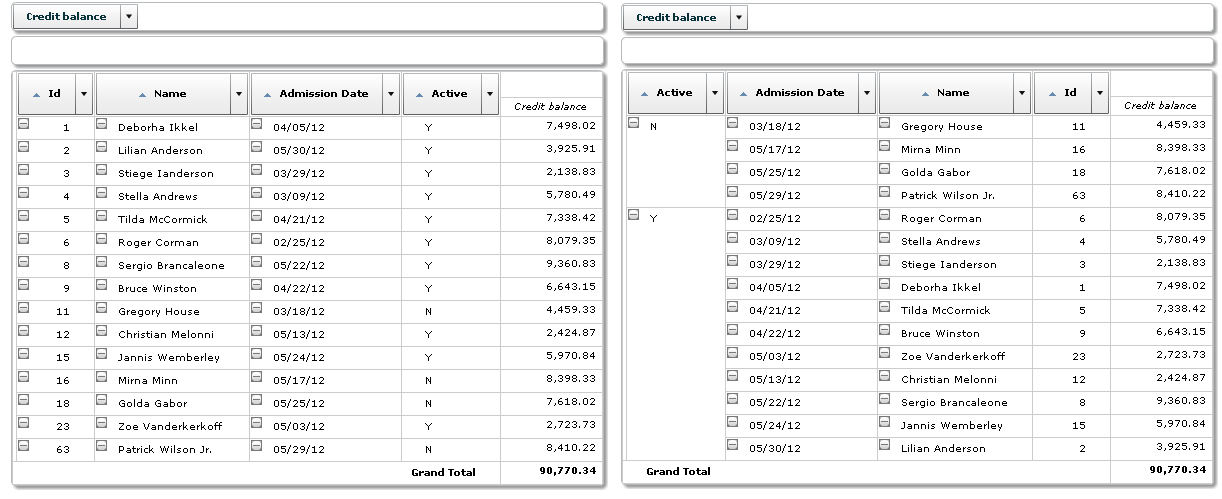 Credit balance
Id Name Admission Date Active
Credit balance
1 Deborha Ikkel 04/05/12 Y 7,498.02
2 Lilian Anderson 05/30/12 Y 3,925.91
3 Stiege Ianderson 03/29/12 Y 2,138.83
4 Stella Andrews 03/09/12 Y 5,780.49
5 Tilda McCormick 04/21/12 Y 7,338.42
6 Roger Corman 02/25/12 Y 8,079.35
8 Sergio Brancaleone 05/22/12 Y 9,360.83
9 Bruce Winston 04/22/12 Y 6,643.15
11 Gregory House 03/18/12 N 4,459.33
12 Christian Melonni 05/13/12 Y 2,424.87
15 Jannis Wemberley 05/24/12 Y 5,970.84
16 Mirna Minn 05/17/12 N 8,398.33
18 Golda Gabor 05/25/12 N 7,618.02
23 Zoe Vanderkerkoff 05/03/12 Y 2,723.73
63 Patrick Wilson Jr. 05/29/12 N 8,410.22
Grand Total 90,770.34
Credit balance
Active Admission Date Name Id
Credit balance
N 03/18/12 Gregory House 11 4,459.33
05/17/12 Mirna Minn 16 8,398.33
05/25/12 Golda Gabor 18 7,618.02
05/29/12 Patrick Wilson Jr. 63 8,410.22
Y 02/25/12 Roger Corman 6 8,079.35
03/09/12 Stella Andrews 4 5,780.49
03/29/12 Stiege Ianderson 3 2,138.83
04/05/12 Deborha Ikkel 1 7,498.02
04/21/12 Tilda McCormick 5 7,338.42
04/22/12 Bruce Winston 9 6,643.15
05/03/12 Zoe Vanderkerkoff 23 2,723.73
05/13/12 Christian Melonni 12 2,424.87
05/22/12 Sergio Brancaleone 8 9,360.83
05/24/12 Jannis Wemberley 15 5,970.84
05/30/12 Lilian Anderson 2 3,925.91
Grand Total 90,770.34